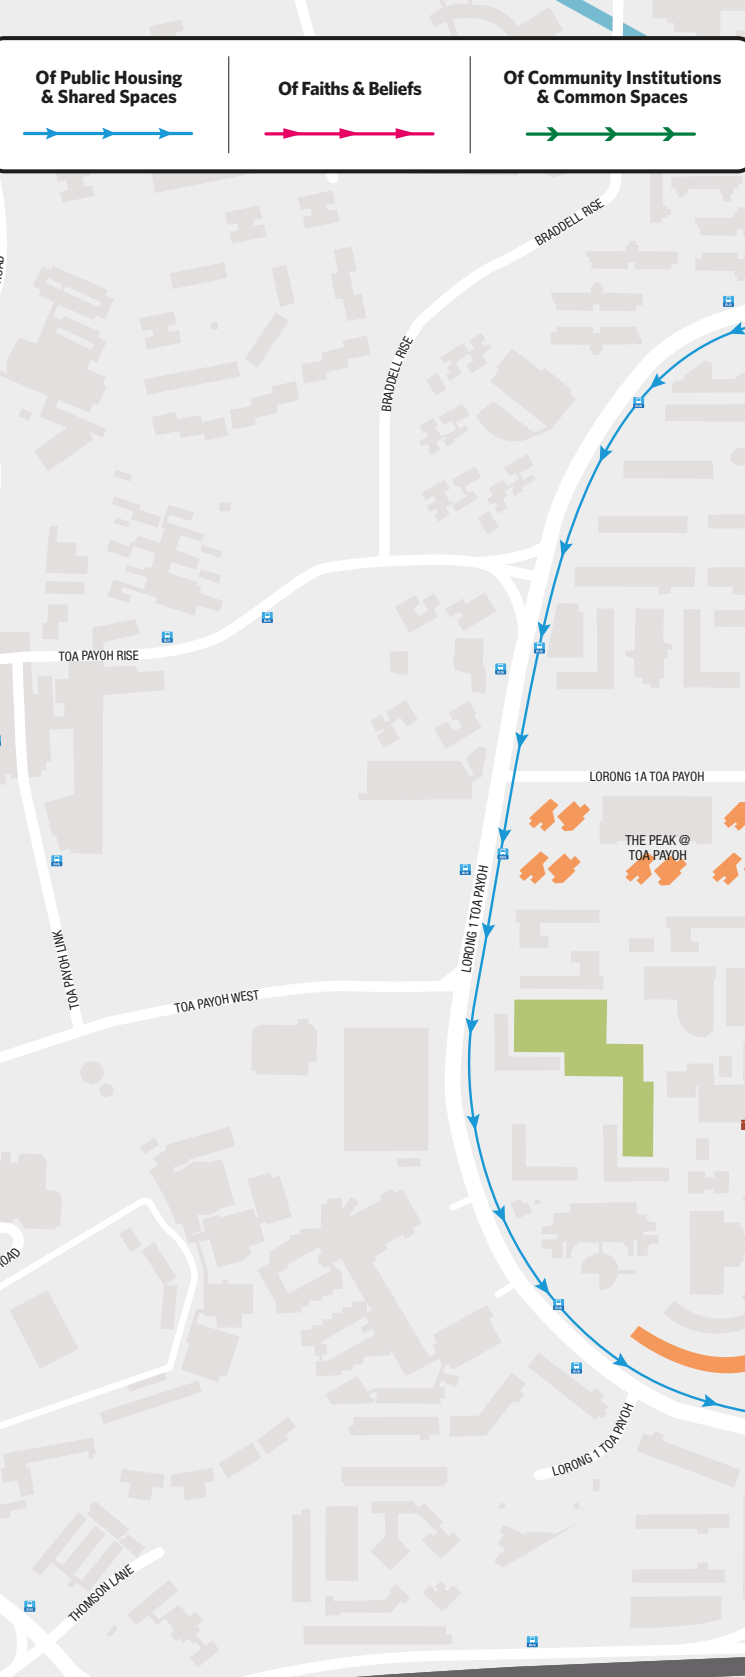 Of Public Housing
& Shared Spaces
Of Faiths & Beliefs
Of Community Institutions
& Common Spaces
BRADDELL RISE
BRADDELL RISE
TOA PAYOH RISE
LORONG 1A TOA PAYOH
THE PEAK @
TOA PAYOH
LORONG 1 TOA PAYOH
TOA PAYOH LINK
TOA PAYOH WEST
LORONG 1 TOA PAYOH
THOMSON LANE